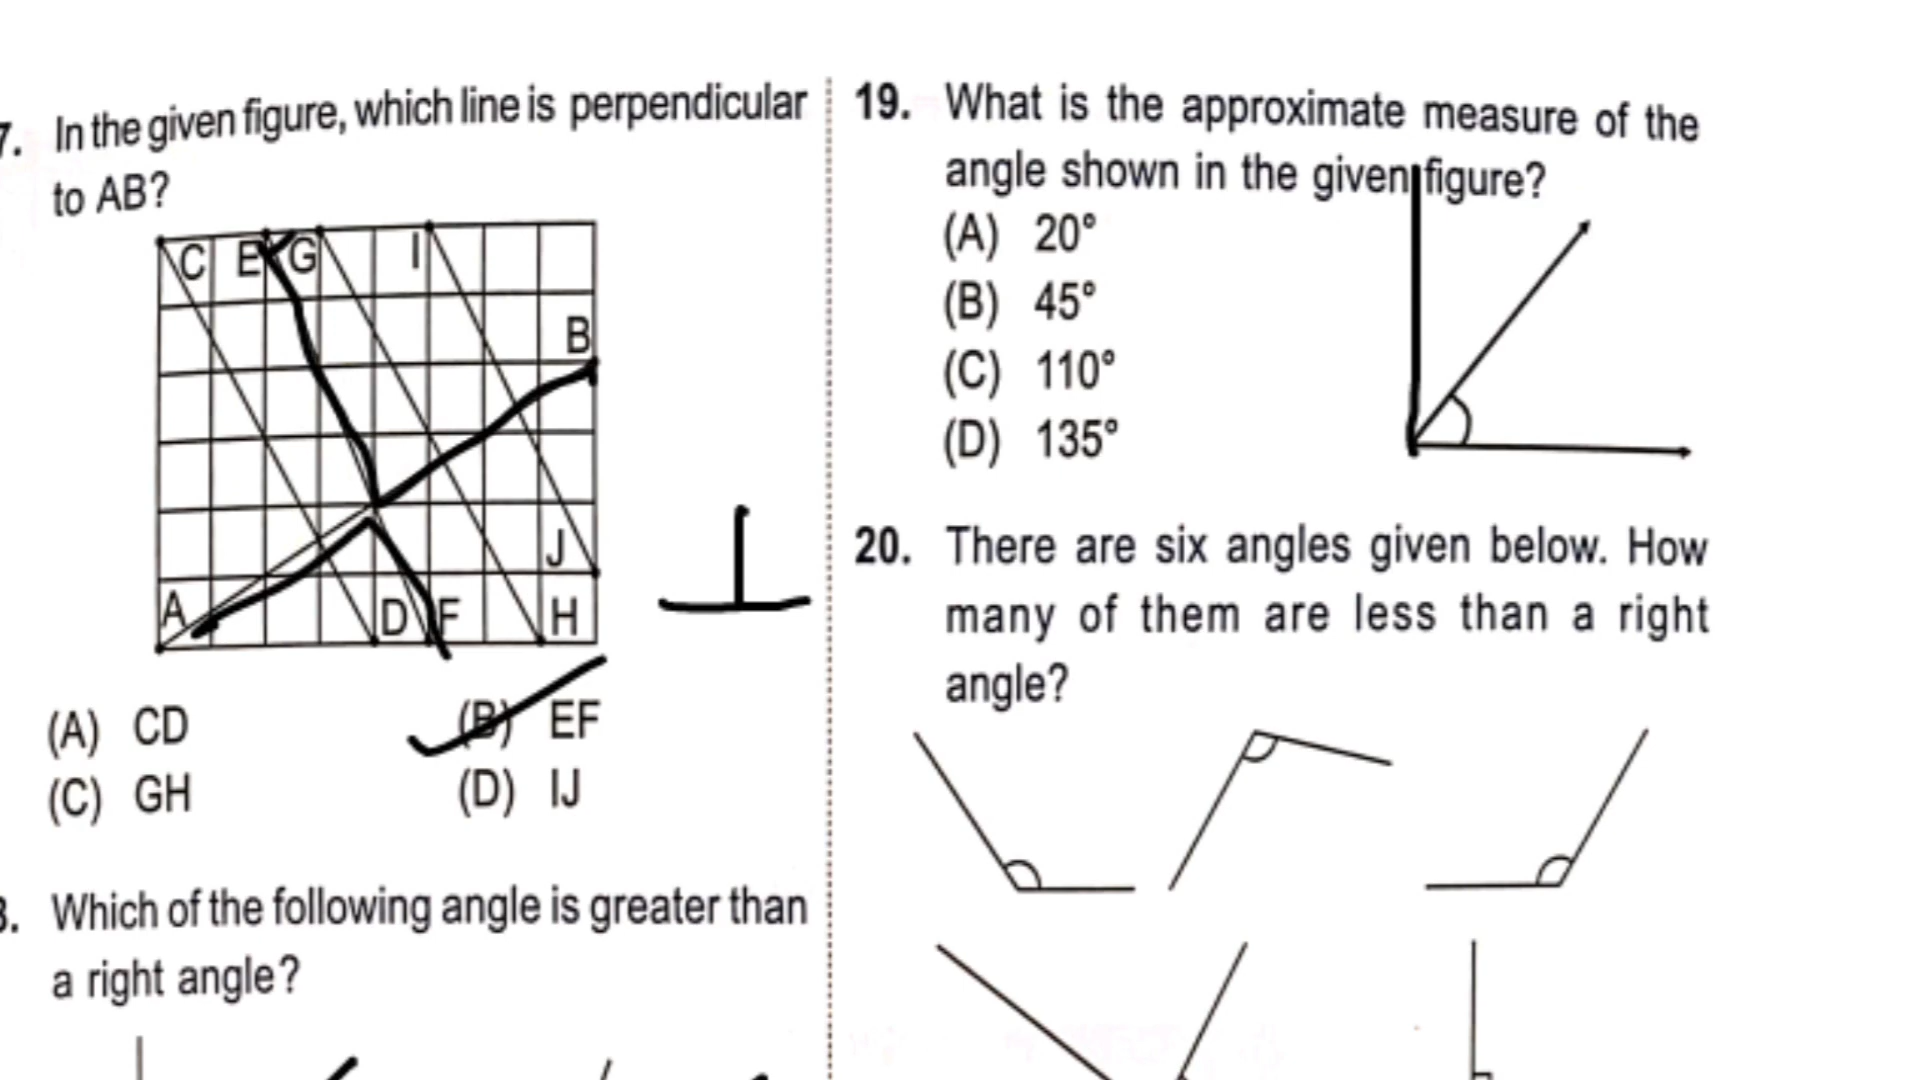 7. In the given figure, which line is perpendicular
to AB?
C E G I
B
J
A D F H
(A) CD (B) EF
(C) GH (D) IJ
8. Which of the following angle is greater than
a right angle?
19. What is the approximate measure of the
angle shown in the given figure?
(A) 20°
(B) 45°
(C) 110°
(D) 135°
20. There are six angles given below. How
many of them are less than a right
angle?